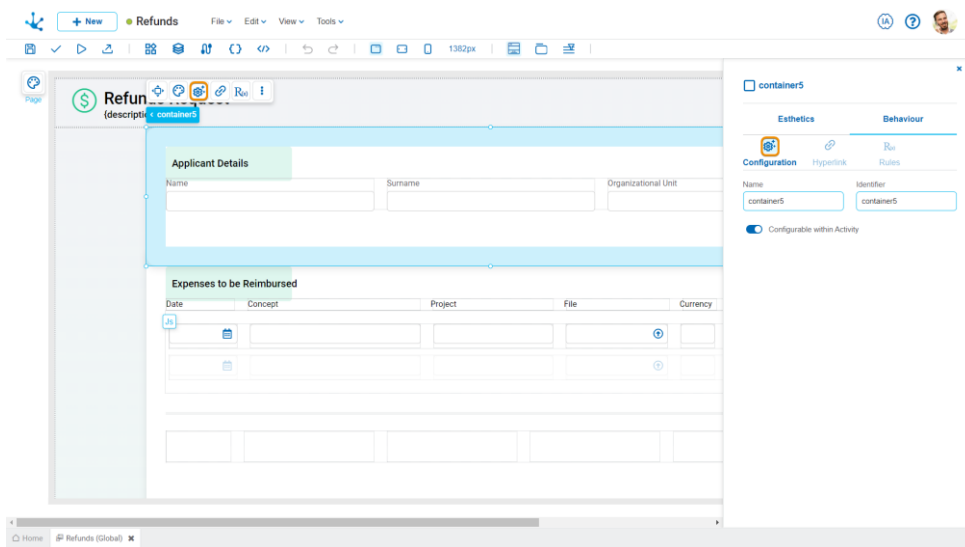 + New
Refunds
File
Edit
View
Tools
IA
?
1382px
Page
Refun
{descripti
< container5
Applicant Details
Name
Surname
Organizational Unit
Expenses to be Reimbursed
Date
Concept
Project
File
Currency
Js
container5
Esthetics
Behaviour
Configuration
Hyperlink
Rules
Name
Identifier
container5
container5
Configurable within Activity
Home
Refunds (Global)